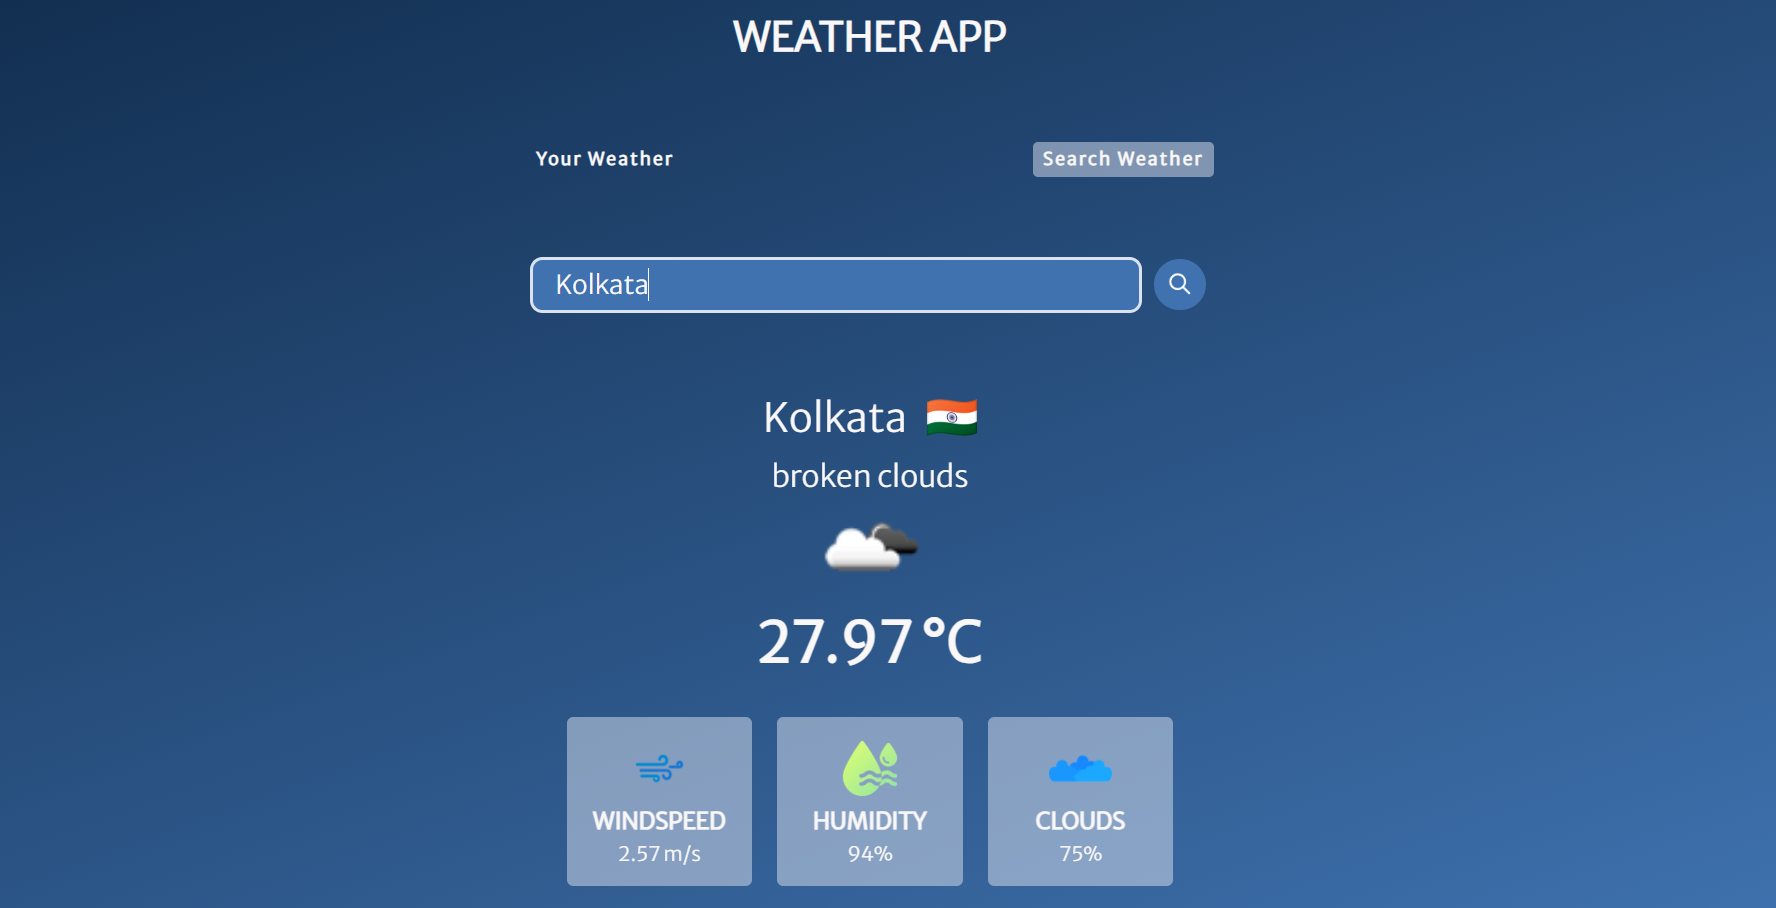 WEATHER APP
Your Weather
Search Weather
Kolkata
Kolkata
broken clouds
27.97 °C
WINDSPEED
2.57 m/s
HUMIDITY
94%
CLOUDS
75%